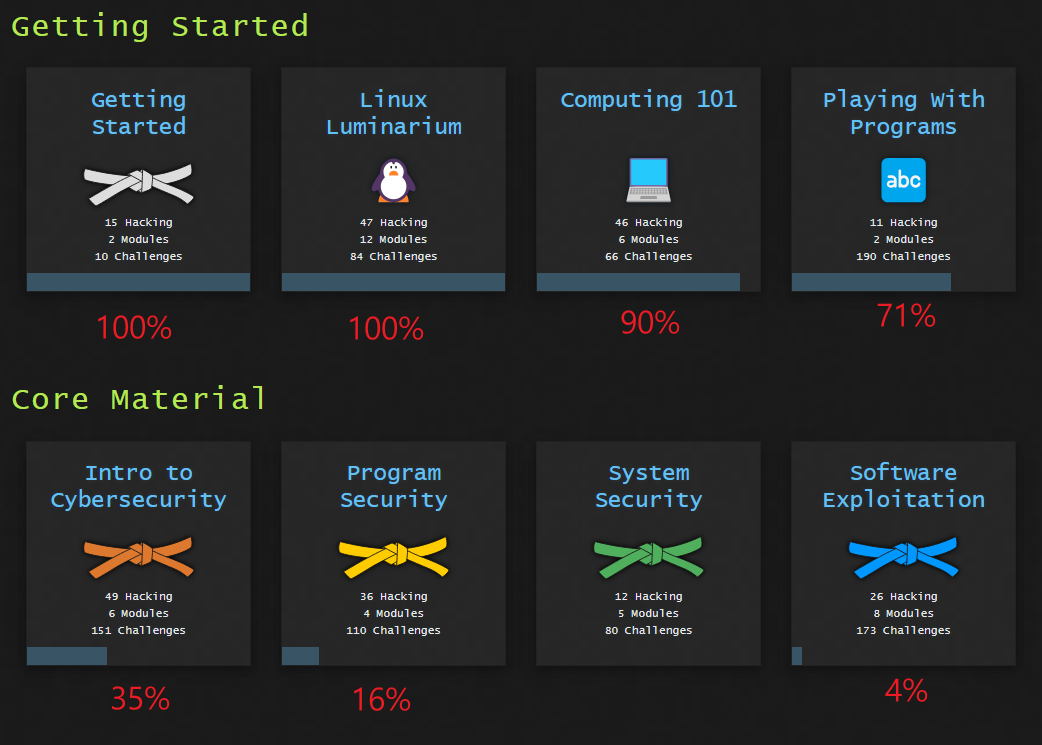 Getting Started
Getting
Started
15 Hacking
2 Modules
10 Challenges
100%
Linux
Luminarium
47 Hacking
12 Modules
84 Challenges
100%
Computing 101
46 Hacking
6 Modules
66 Challenges
90%
Playing With
Programs
abc
11 Hacking
2 Modules
190 Challenges
71%
Core Material
Intro to
Cybersecurity
49 Hacking
6 Modules
151 Challenges
35%
Program
Security
36 Hacking
4 Modules
110 Challenges
16%
System
Security
12 Hacking
5 Modules
80 Challenges
Software
Exploitation
26 Hacking
8 Modules
173 Challenges
4%